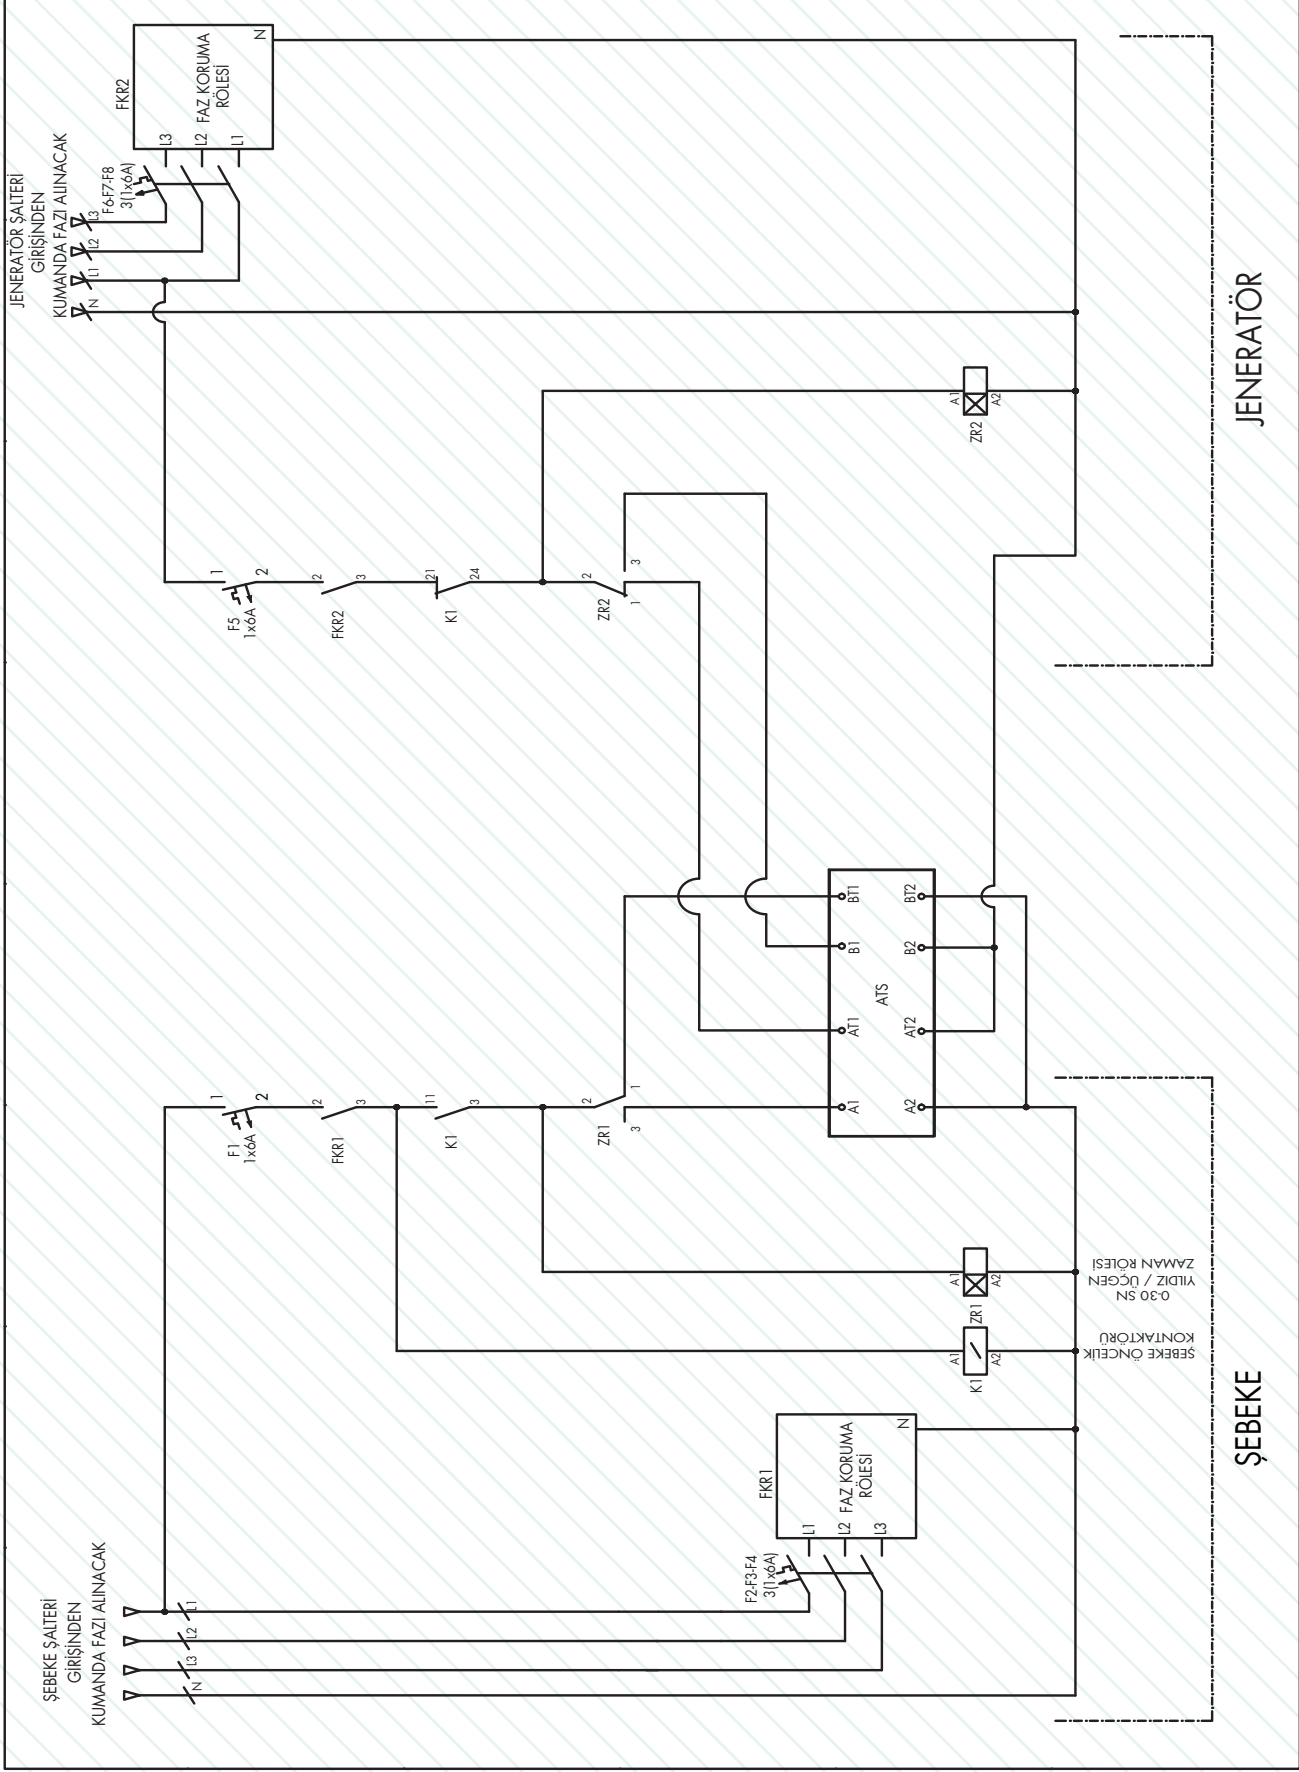 ŞEBEKE ŞALTERİ
GİRİŞİNDEN
KUMANDA FAZI ALINACAK
L1
L2
L3
N
F2-F3-F4
3(1x6A)
L1
L2
L3
FKR1
FAZ KORUMA
RÖLESİ
N
ŞEBEKE ÖNCELİK
KONTAKTÖRÜ
A1
A2
K1
0-30 SN
YILDIZ / ÜÇGEN
ZAMAN RÖLESİ
A1
A2
ZR1
ŞEBEKE
1
2
F1
1x6A
2
3
FKR1
11
3
K1
2
1
3
ZR1
A1
AT1
B1
BT1
ATS
A2
AT2
B2
BT2
1
2
F5
1x6A
2
3
FKR2
21
24
K1
2
1
3
ZR2
A1
A2
ZR2
JENERATÖR ŞALTERİ
GİRİŞİNDEN
KUMANDA FAZI ALINACAK
N
L1
L2
L3
F6-F7-F8
3(1x6A)
L3
L2
L1
FKR2
FAZ KORUMA
RÖLESİ
N
JENERATÖR